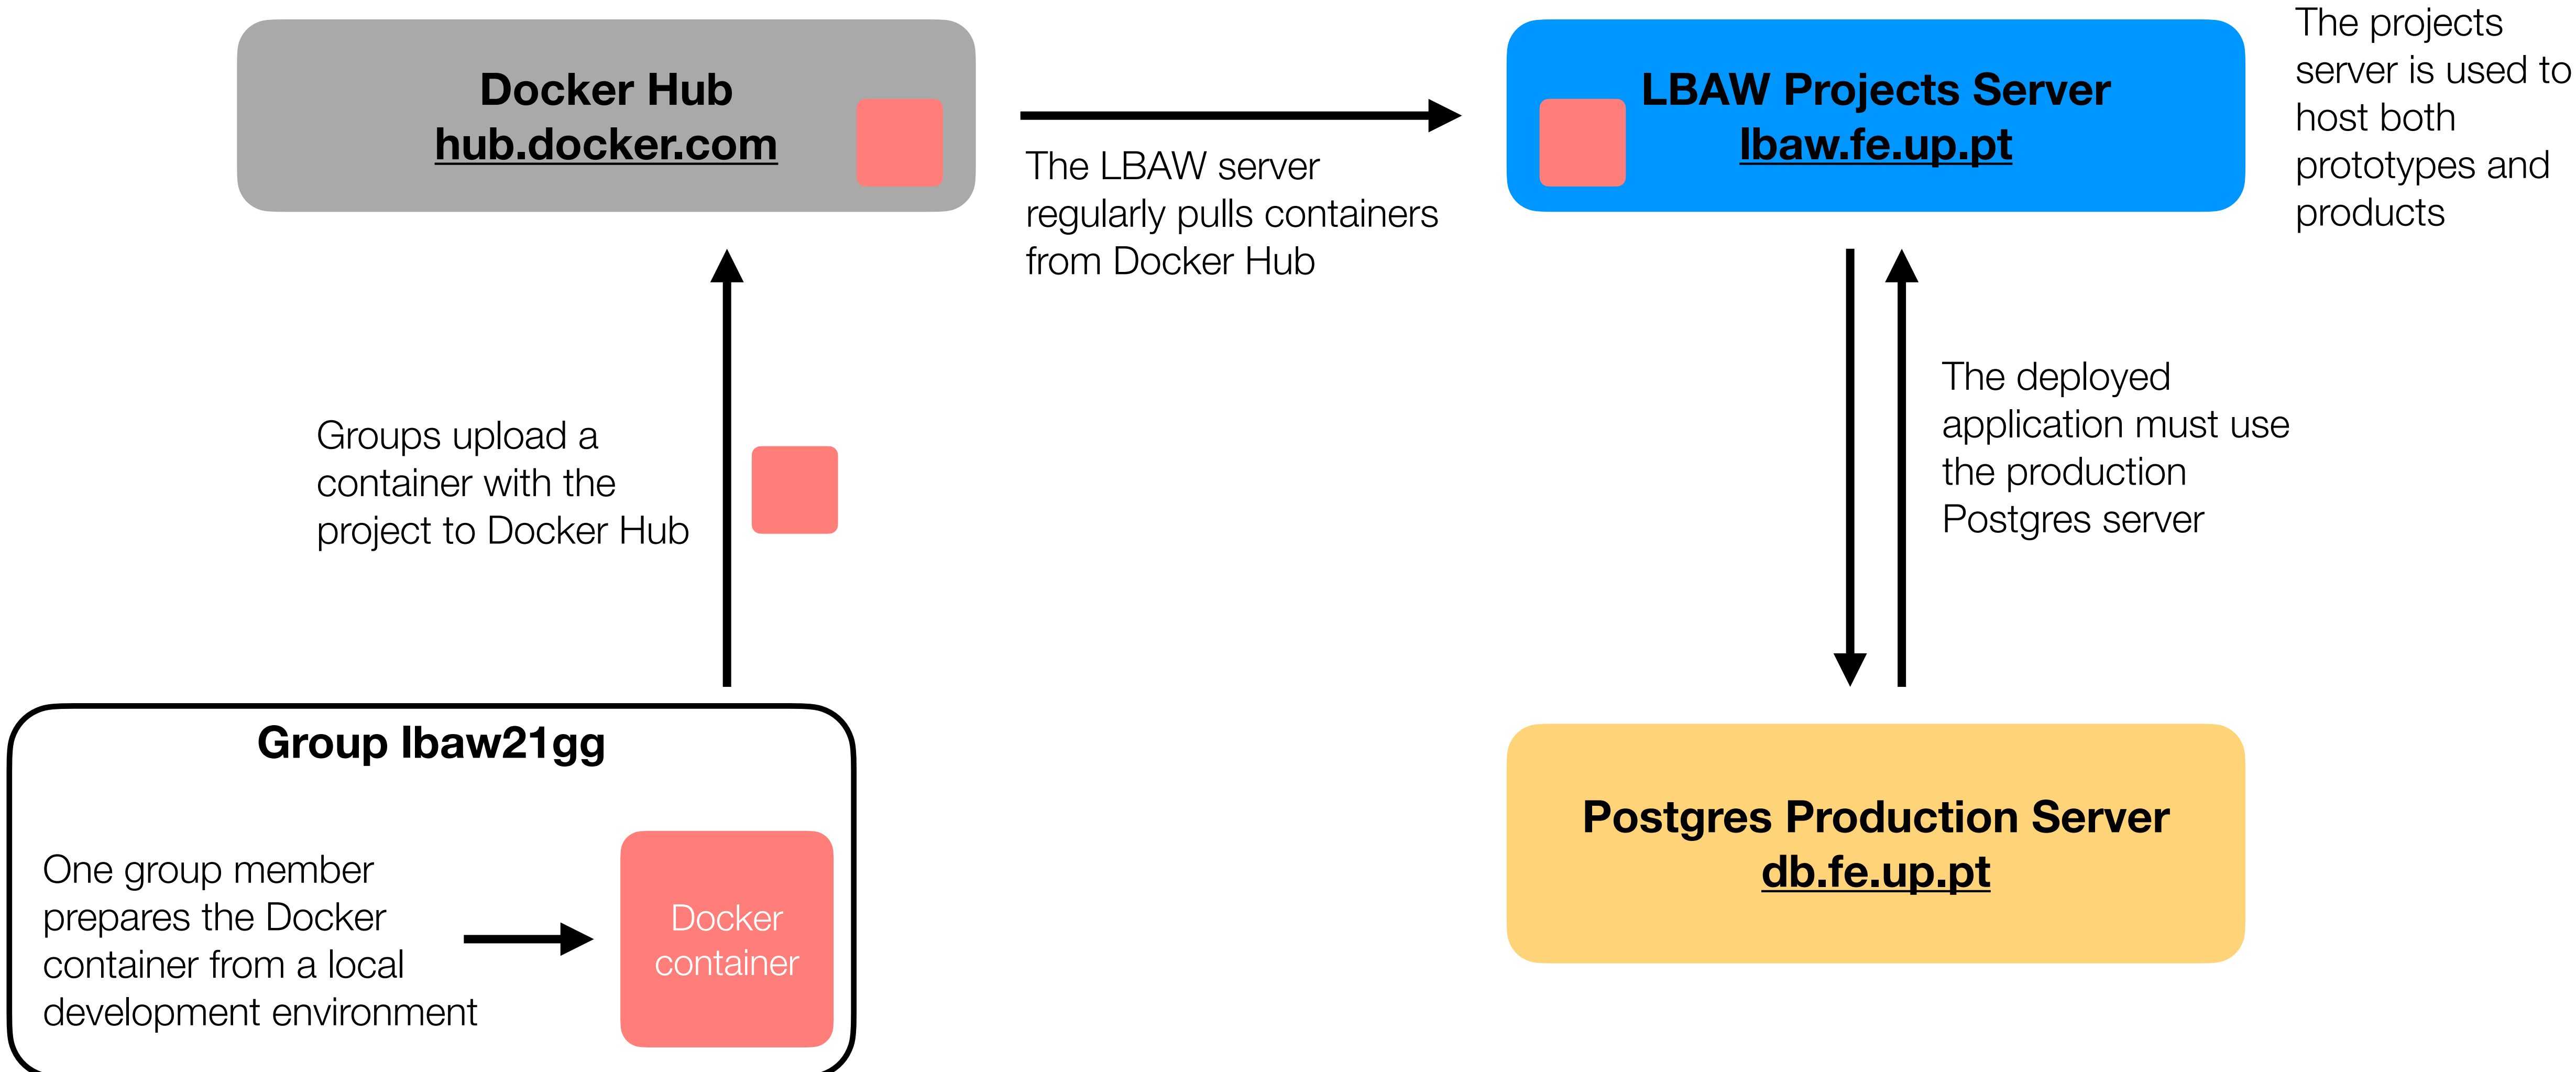 Docker Hub
hub.docker.com
The LBAW server
regularly pulls containers
from Docker Hub
LBAW Projects Server
lbaw.fe.up.pt
The projects
server is used to
host both
prototypes and
products
Groups upload a
container with the
project to Docker Hub
The deployed
application must use
the production
Postgres server
Group lbaw21gg
One group member
prepares the Docker
container from a local
development environment
Docker
container
Postgres Production Server
db.fe.up.pt